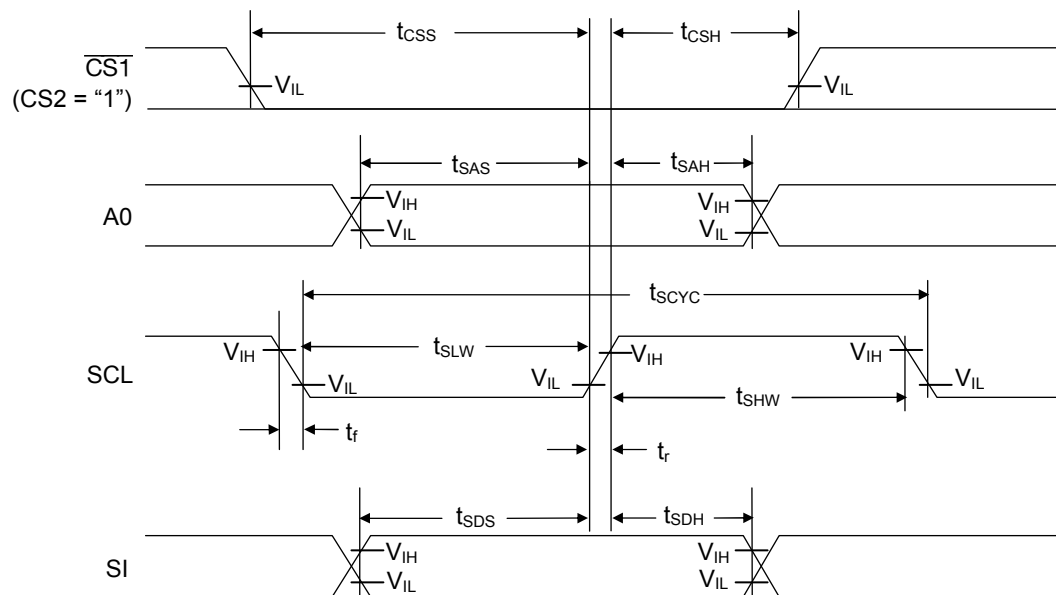 tCSS tCSH
CS1
(CS2 = “1”)
VIL VIL
tSAS tSAH
A0
VIH VIH
VIL VIL
tSCYC
SCL
VIH tSLW VIH VIH
VIL VIL VIL
tSHW
tf tr
tSDS tSDH
SI
VIH VIH
VIL VIL